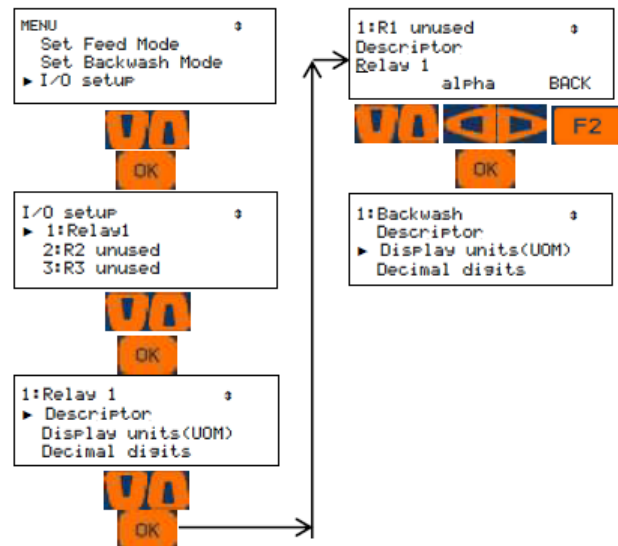 MENU
Set Feed Mode
Set Backwash Mode
I/O setup
OK
I/O setup
1:Relay1
2:R2 unused
3:R3 unused
OK
1:Relay 1
Descriptor
Display units(UOM)
Decimal digits
OK
1:R1 unused
Descriptor
Relay 1
alpha BACK
F2
OK
1:Backwash
Descriptor
Display units(UOM)
Decimal digits